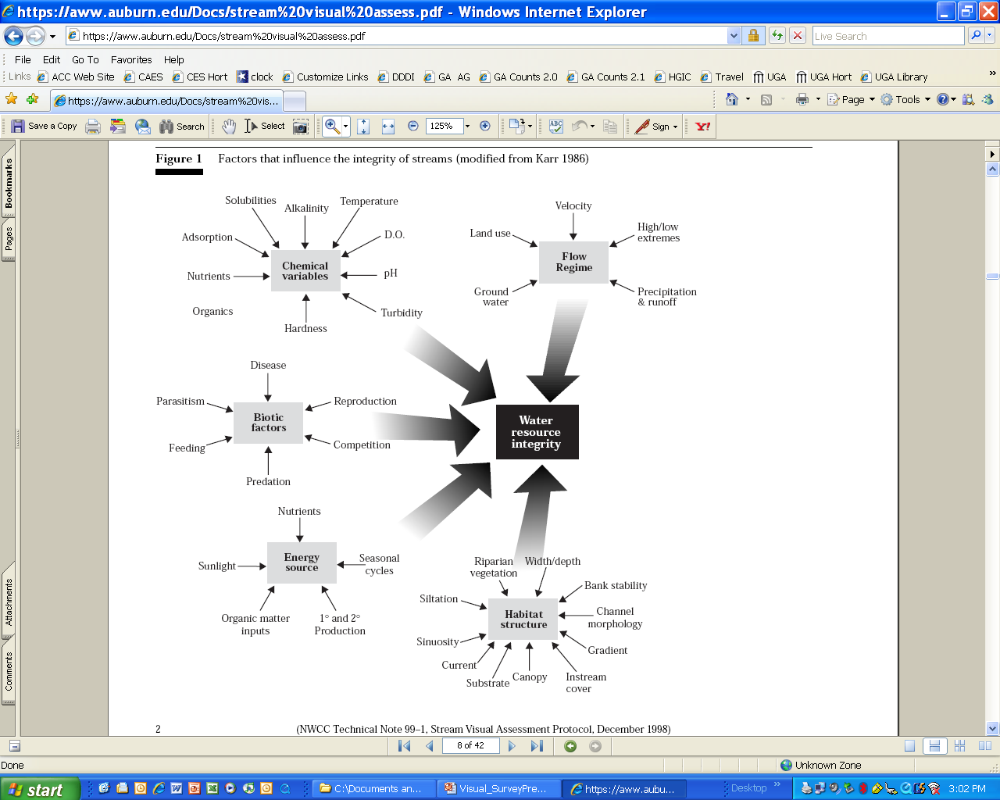 https://www.auburn.edu/Docs/stream%20visual%20assess.pdf - Windows Internet Explorer
https://www.auburn.edu/Docs/stream%20visual%20assess.pdf
Live Search
File Edit Go To Favorites Help
Links ACC Web Site CAES CES Hort clock Customize Links DDDI GA AG GA Counts 2.0 GA Counts 2.1 HGIC Travel UGA UGA Hort UGA Library
https://www.auburn.edu/Docs/stream%20vis...
Page Tools
Save a Copy Search Select 125% Sign Y!
Bookmarks
Pages
Attachments
Comments
Figure 1 Factors that influence the integrity of streams (modified from Karr 1986)
Solubilities
Alkalinity
Temperature
Adsorption
D.O.
Chemical
variables
Nutrients
pH
Organics
Hardness
Turbidity
Velocity
Land use
High/low
extremes
Flow
Regime
Ground
water
Precipitation
& runoff
Disease
Parasitism
Reproduction
Biotic
factors
Feeding
Competition
Predation
Water
resource
integrity
Nutrients
Sunlight
Energy
source
Seasonal
cycles
Organic matter
inputs
1° and 2°
Production
Riparian
vegetation
Width/depth
Bank stability
Siltation
Habitat
structure
Channel
morphology
Sinuosity
Gradient
Current
Substrate
Canopy
Instream
cover
2 (NWCC Technical Note 99–1, Stream Visual Assessment Protocol, December 1998)
8 of 42
Done
Unknown Zone
start
C:\Documents an...
Visual_SurveyPre...
https://www.aubu...
Desktop
3:02 PM